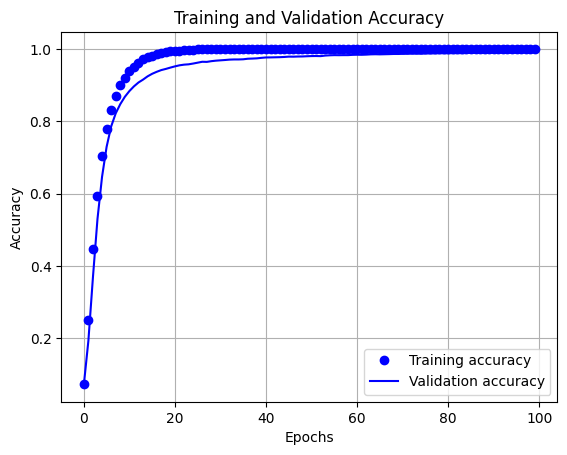 Training and Validation Accuracy
1.0
0.8
0.6
0.4
0.2
Accuracy
0
20
40
60
80
100
Epochs
Training accuracy
Validation accuracy